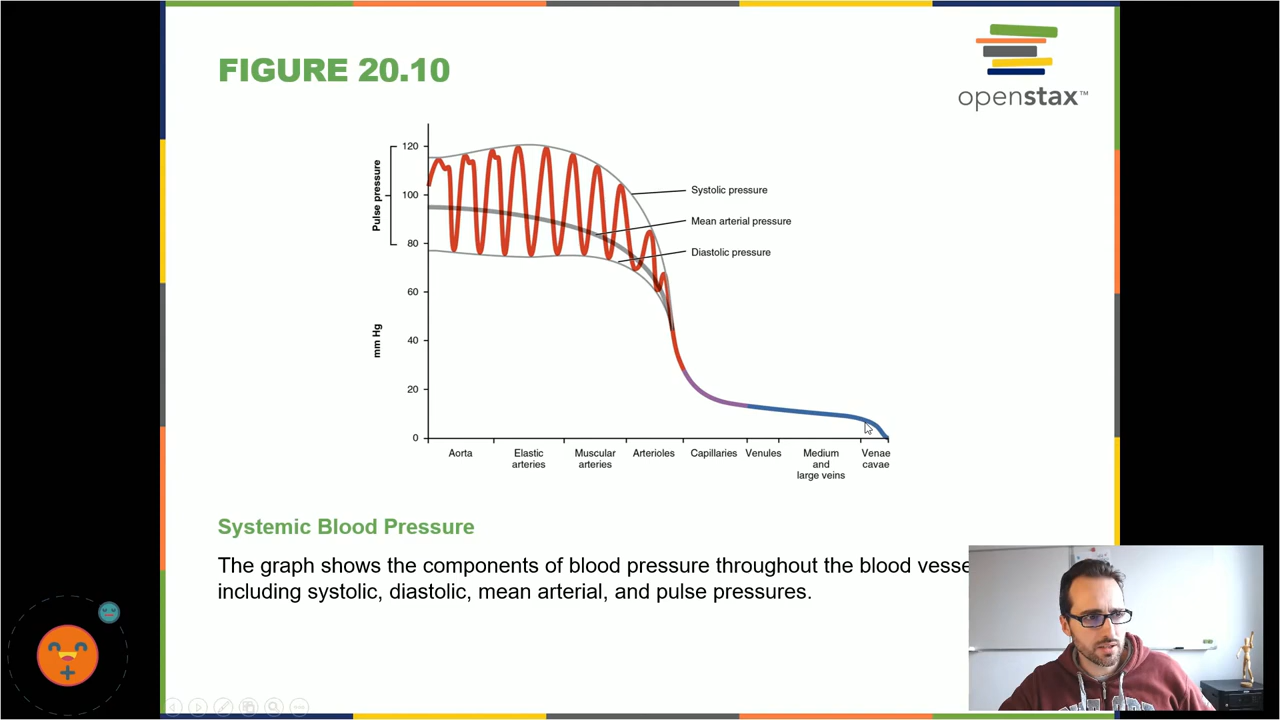 FIGURE 20.10
openstax™
120
100
80
60
40
20
0
Pulse pressure
mm Hg
Systolic pressure
Mean arterial pressure
Diastolic pressure
Aorta
Elastic
arteries
Muscular
arteries
Arterioles
Capillaries
Venules
Medium
and
large veins
Venae
cavae
Systemic Blood Pressure
The graph shows the components of blood pressure throughout the blood
including systolic, diastolic, mean arterial, and pulse pressures.